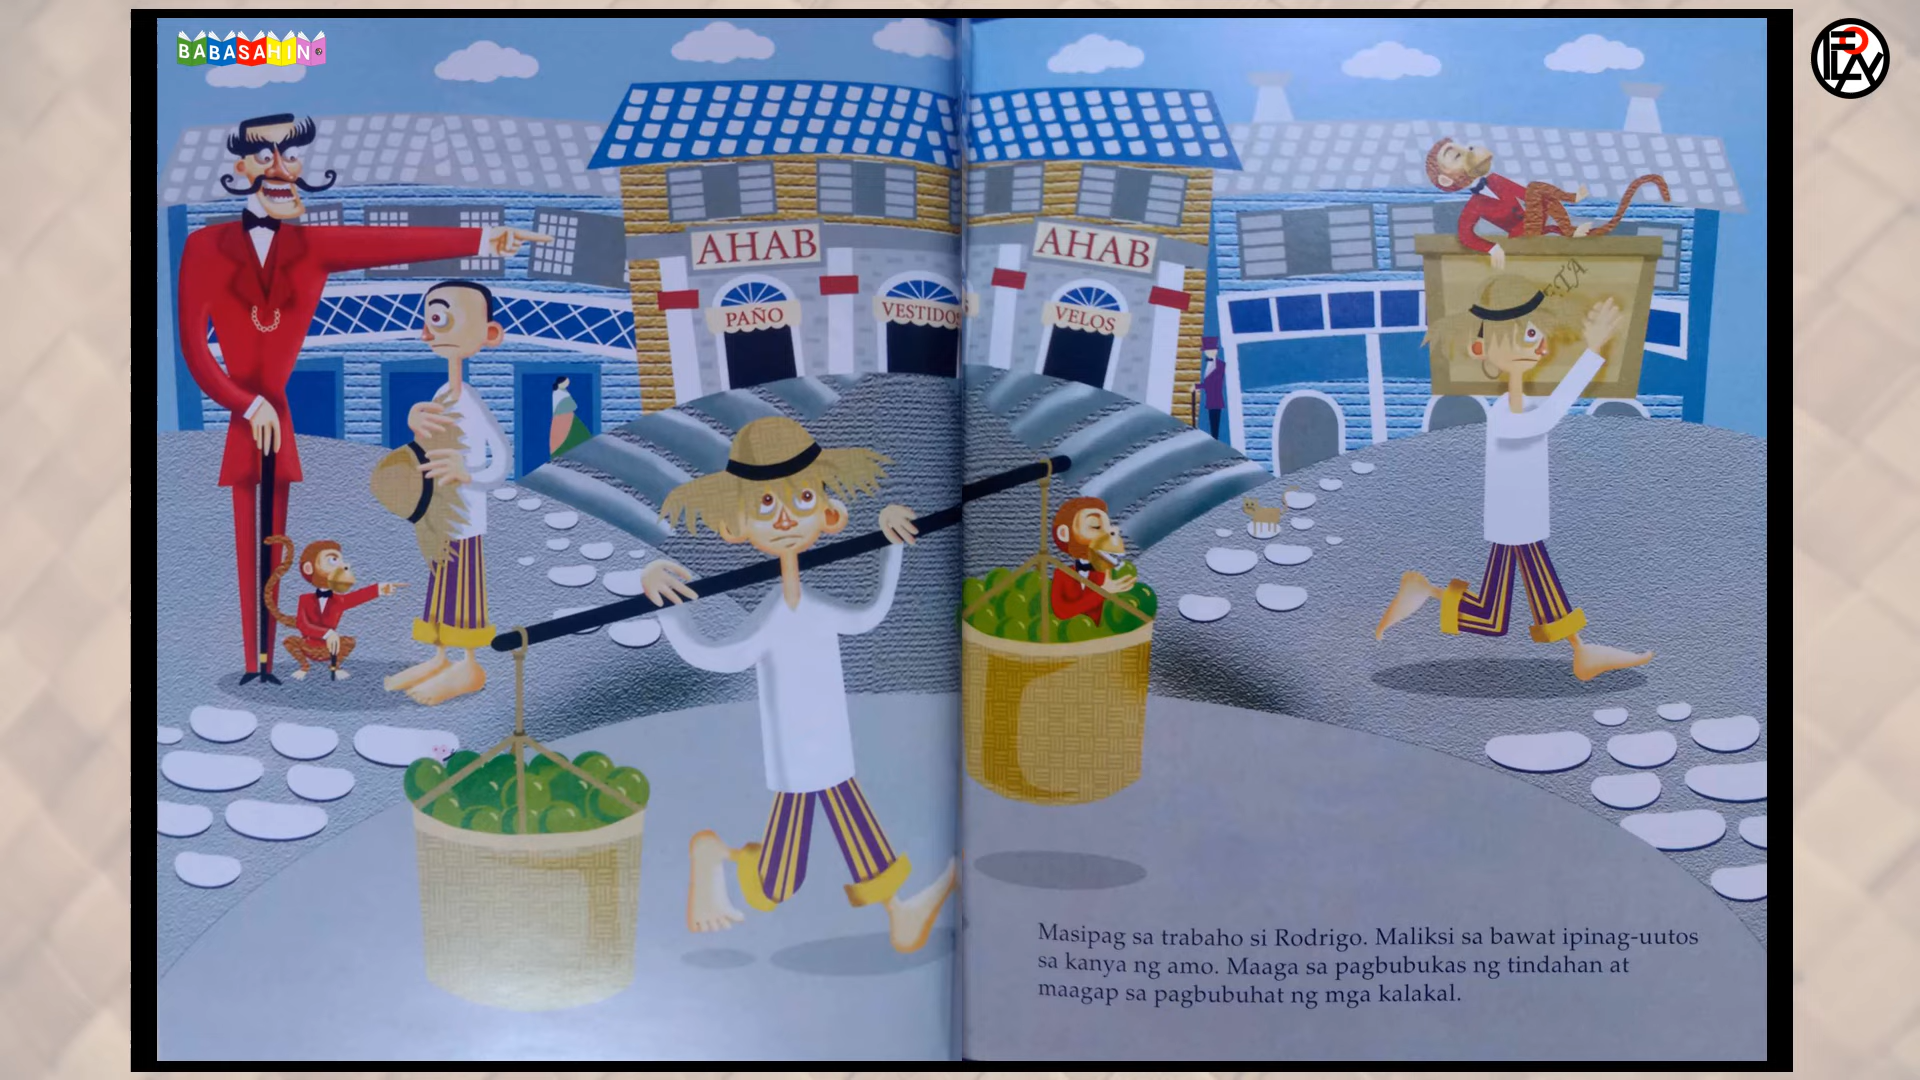 BABASAHIN
AHAB
AHAB
PAÑO
VESTIDOS
VELOS
Masipag sa trabaho si Rodrigo. Maliksi sa bawat ipinag-uutos
sa kanya ng amo. Maaga sa pagbubukas ng tindahan at
maagap sa pagbubuhat ng mga kalakal.